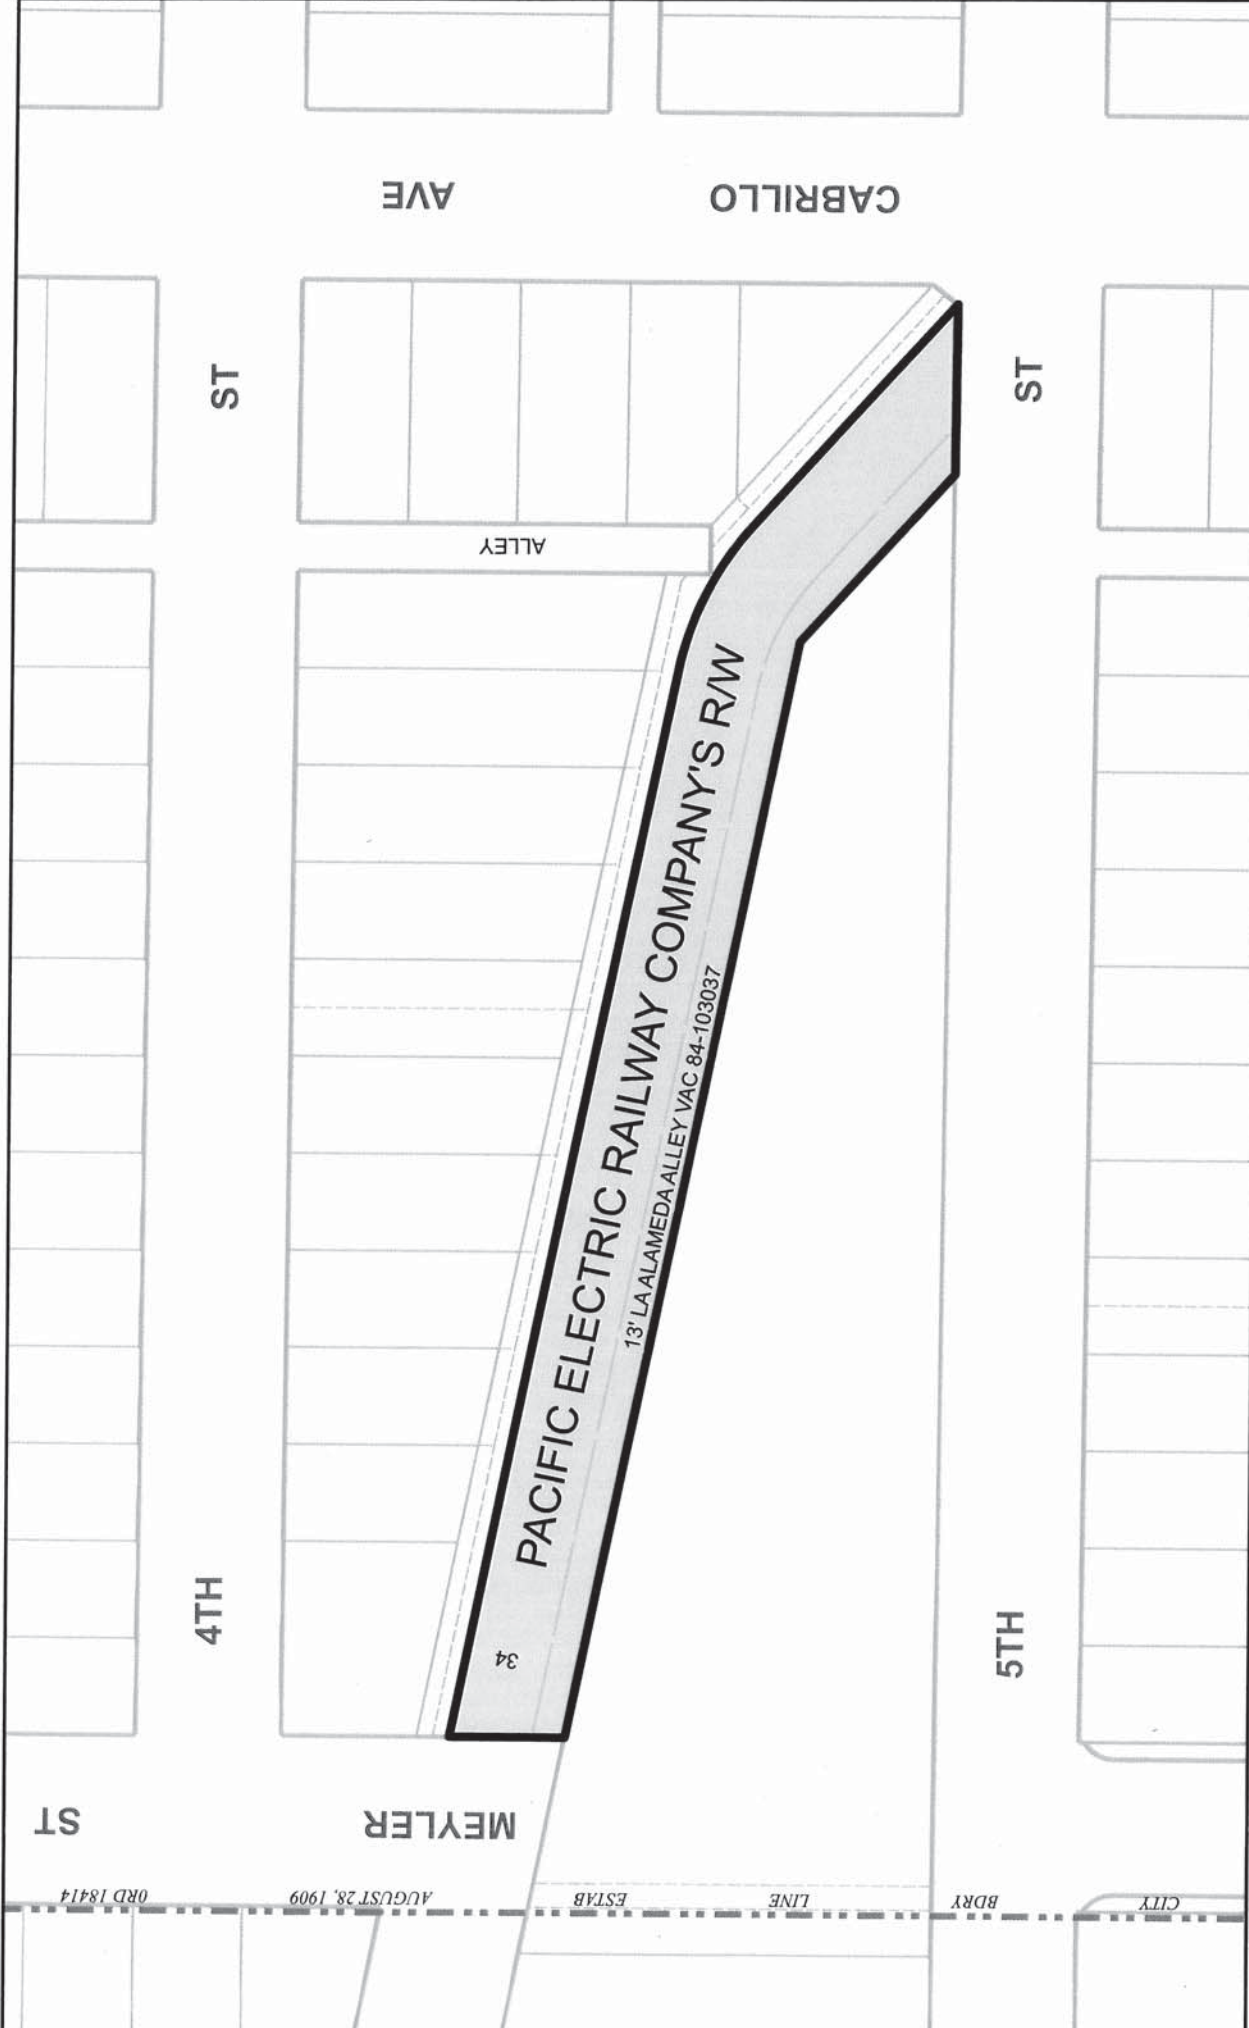 CABRILLO
AVE
ST
ST
ALLEY
PACIFIC ELECTRIC RAILWAY COMPANY'S R/W
13' LA ALAMEDA ALLEY VAC 84-103037
34
4TH
5TH
MEYLER
ST
CITY BDRY LINE ESTAB AUGUST 28, 1909 ORD 18414